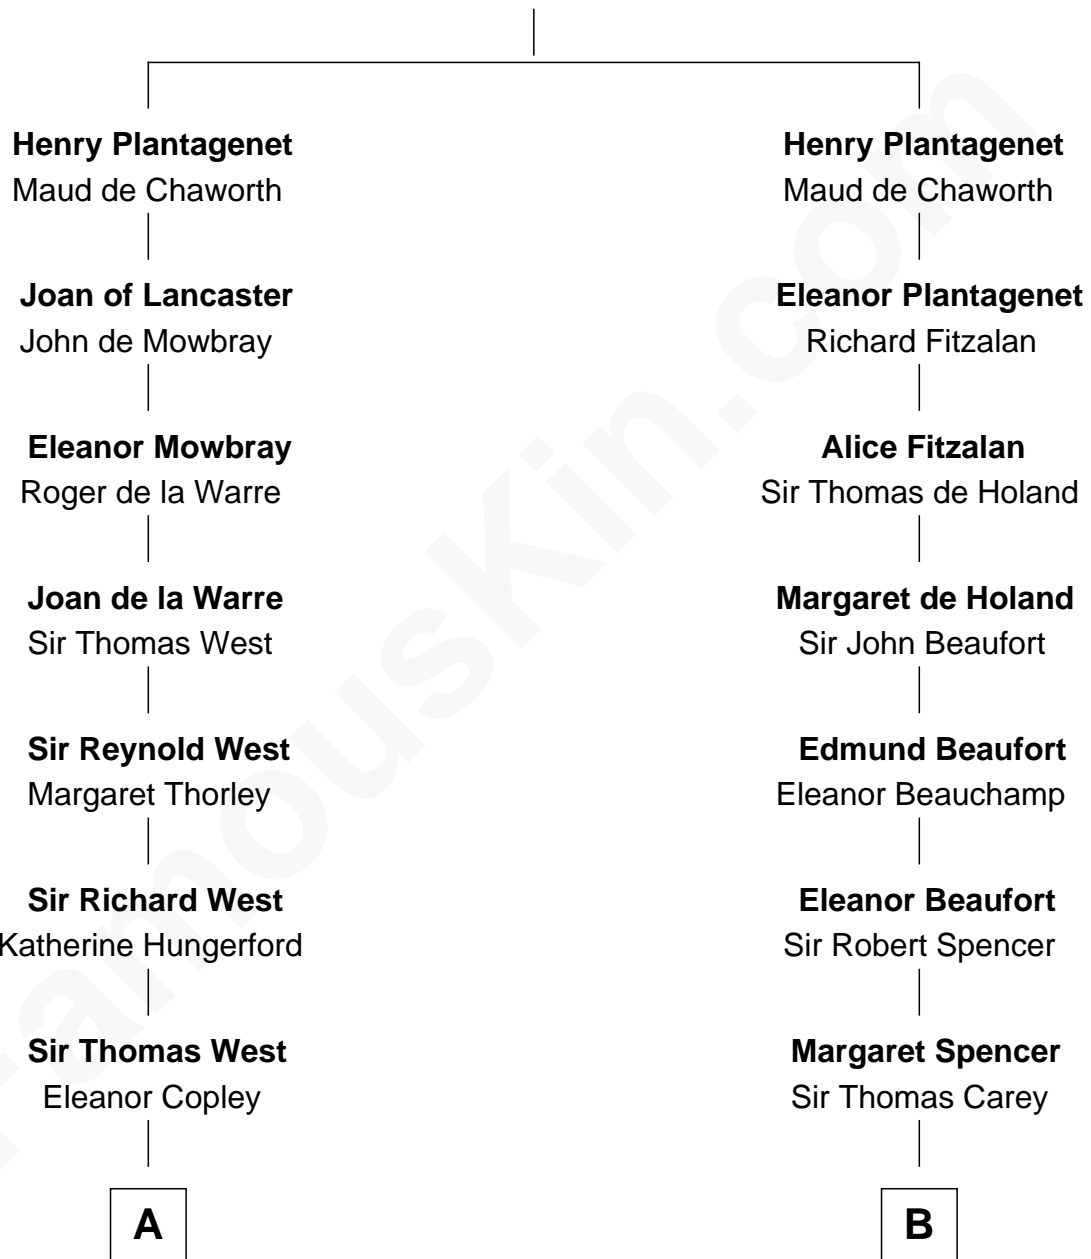 Henry Plantagenet
Maud de Chaworth
Joan of Lancaster
John de Mowbray
Eleanor Mowbray
Roger de la Warre
Joan de la Warre
Sir Thomas West
Sir Reynold West
Margaret Thorley
Sir Richard West
Katherine Hungerford
Sir Thomas West
Eleanor Copley
A
Henry Plantagenet
Maud de Chaworth
Eleanor Plantagenet
Richard Fitzalan
Alice Fitzalan
Sir Thomas de Holand
Margaret de Holand
Sir John Beaufort
Edmund Beaufort
Eleanor Beauchamp
Eleanor Beaufort
Sir Robert Spencer
Margaret Spencer
Sir Thomas Carey
B
FamousKin.com